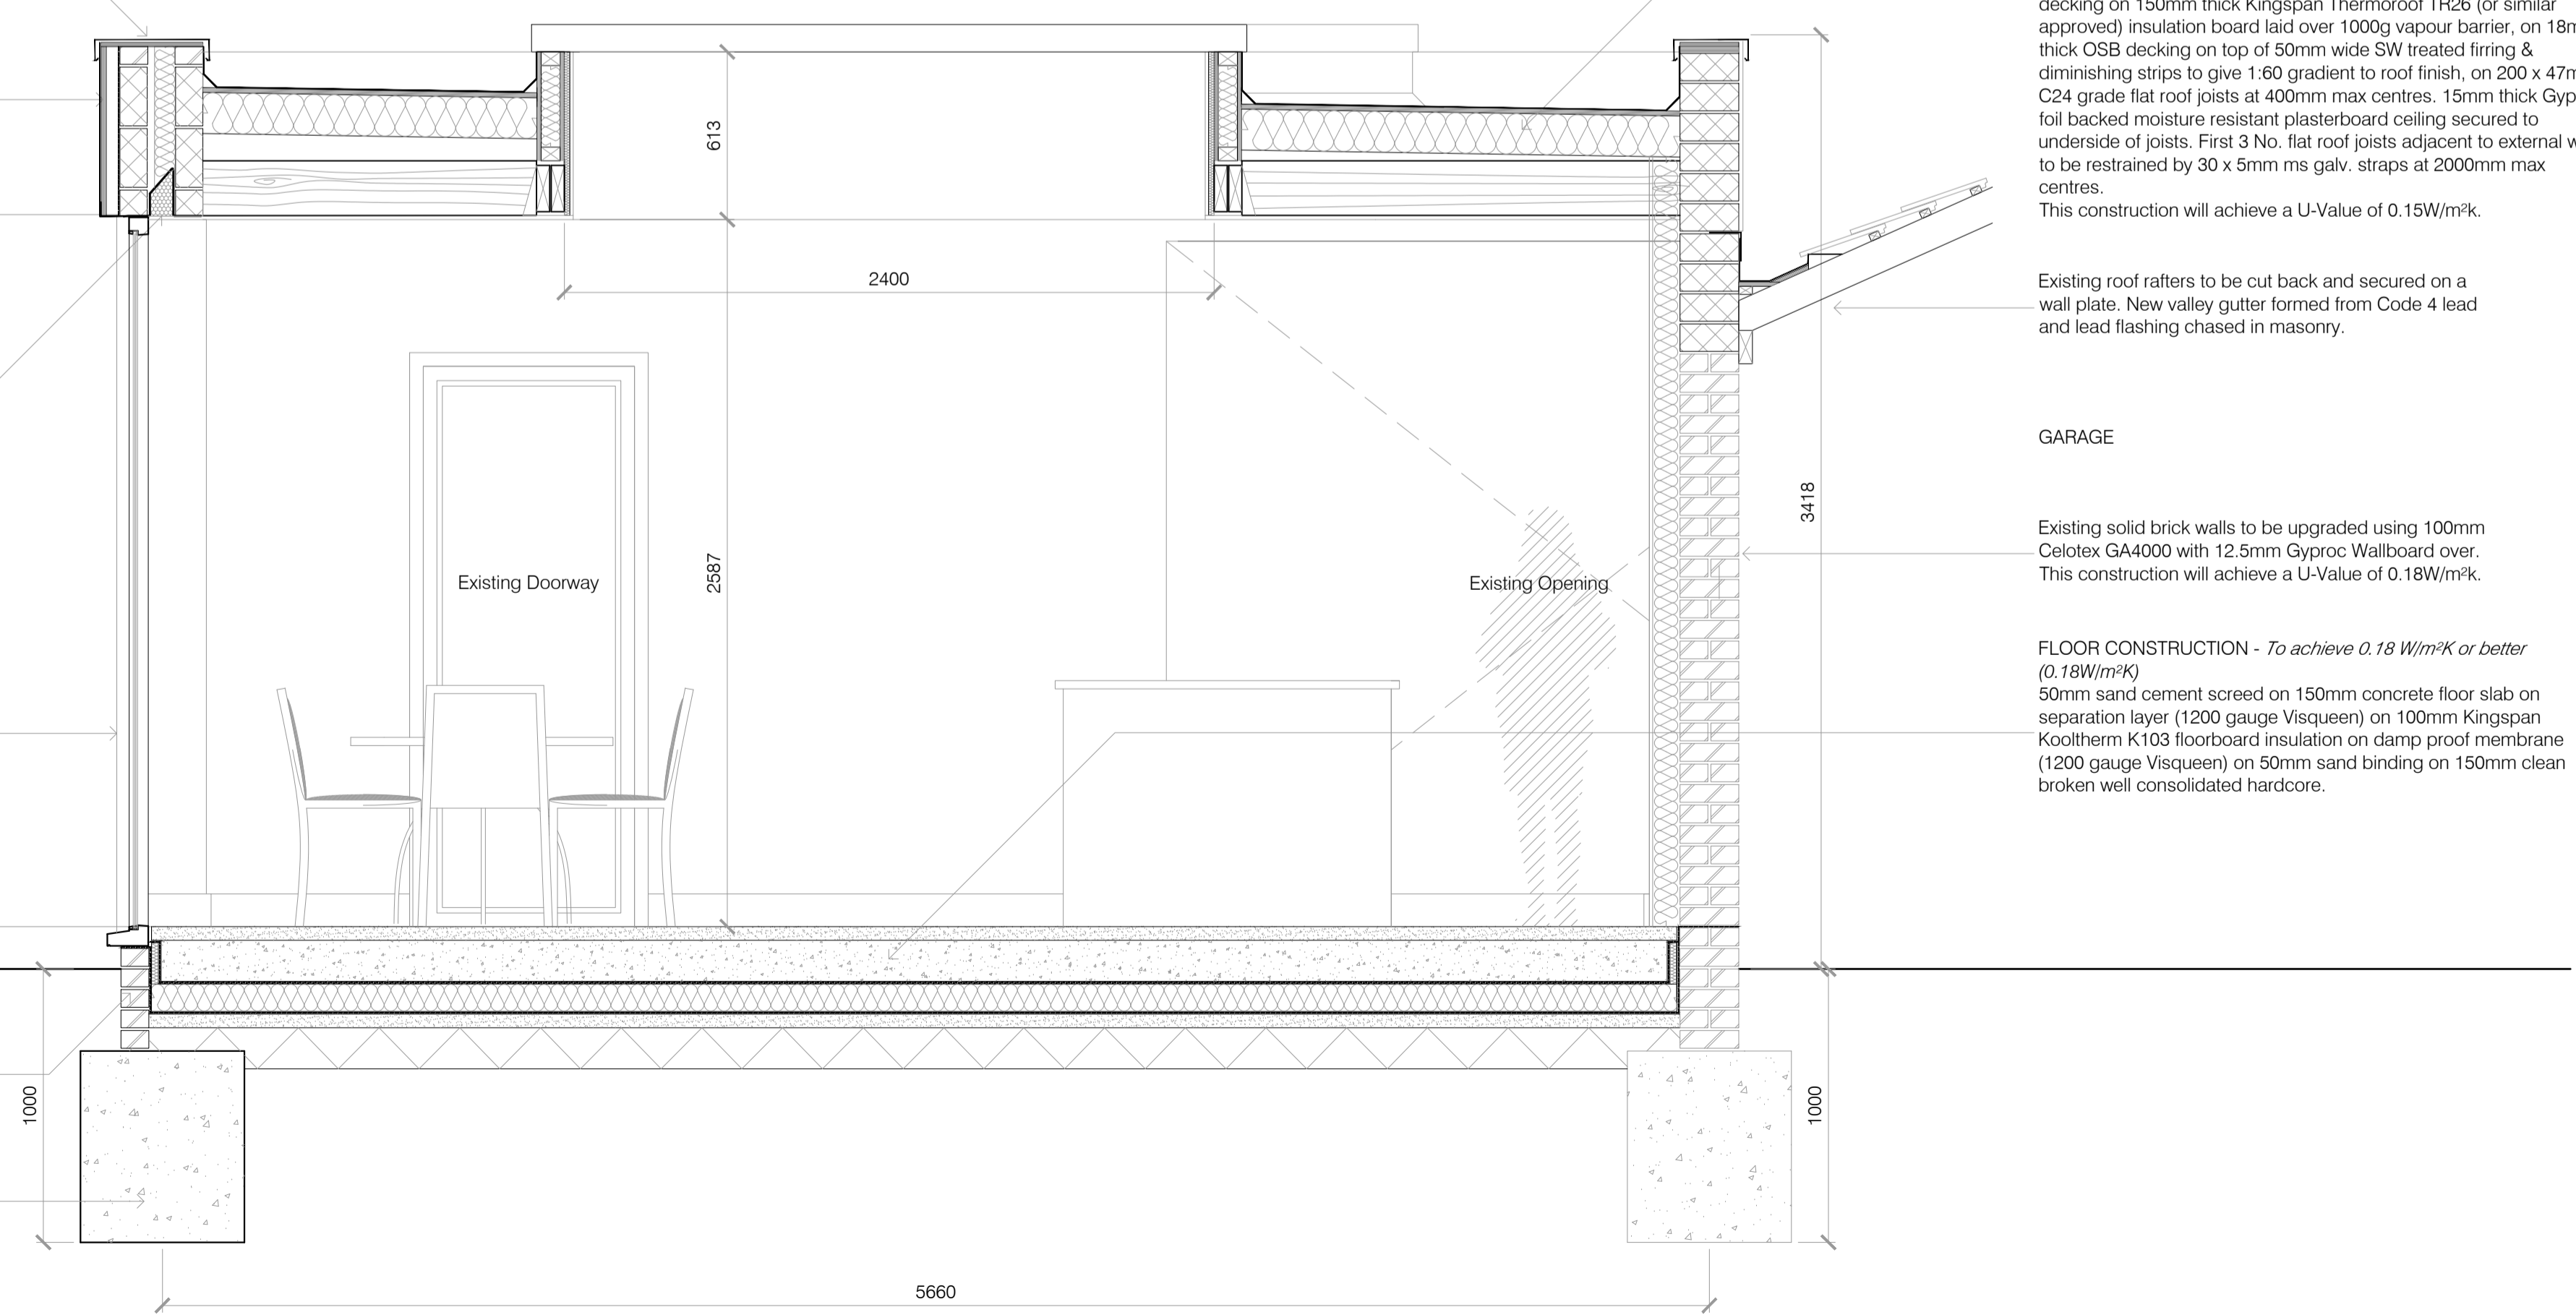 decking on 150mm thick Kingspan Thermoroof TR26 (or similar
approved) insulation board laid over 1000g vapour barrier, on
thick OSB decking on top of 50mm wide SW treated firring &
diminishing strips to give 1:60 gradient to roof finish, on 200 x
C24 grade flat roof joists at 400mm max centres. 15mm thick
foil backed moisture resistant plasterboard ceiling secured to
underside of joists. First 3 No. flat roof joists adjacent to external
to be restrained by 30 x 5mm ms galv. straps at 2000mm max
centres.
This construction will achieve a U-Value of 0.15W/m²k.
Existing roof rafters to be cut back and secured on a
wall plate. New valley gutter formed from Code 4 lead
and lead flashing chased in masonry.
GARAGE
Existing solid brick walls to be upgraded using 100mm
Celotex GA4000 with 12.5mm Gyproc Wallboard over.
This construction will achieve a U-Value of 0.18W/m²k.
FLOOR CONSTRUCTION - To achieve 0.18 W/m²K or better
(0.18W/m²K)
50mm sand cement screed on 150mm concrete floor slab on
separation layer (1200 gauge Visqueen) on 100mm Kingspan
Kooltherm K103 floorboard insulation on damp proof membrane
(1200 gauge Visqueen) on 50mm sand binding on 150mm clean
broken well consolidated hardcore.
613
2400
2587
3418
Existing Doorway
Existing Opening
1000
1000
5660